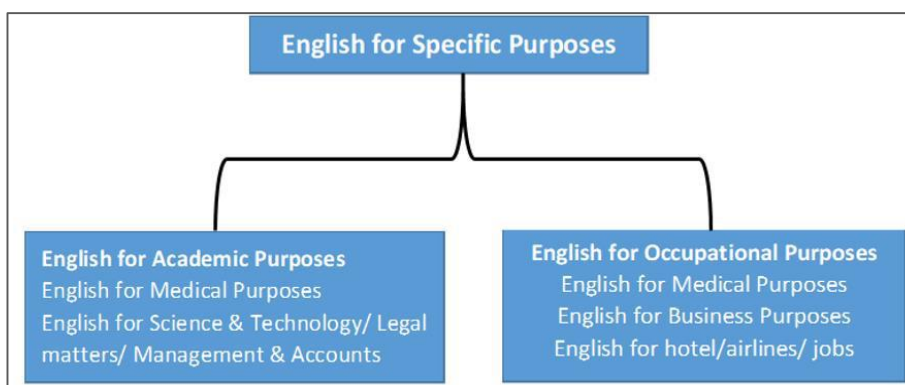 English for Specific Purposes
English for Academic Purposes
English for Medical Purposes
English for Science & Technology/ Legal
matters/ Management & Accounts
English for Occupational Purposes
English for Medical Purposes
English for Business Purposes
English for hotel/airlines/ jobs